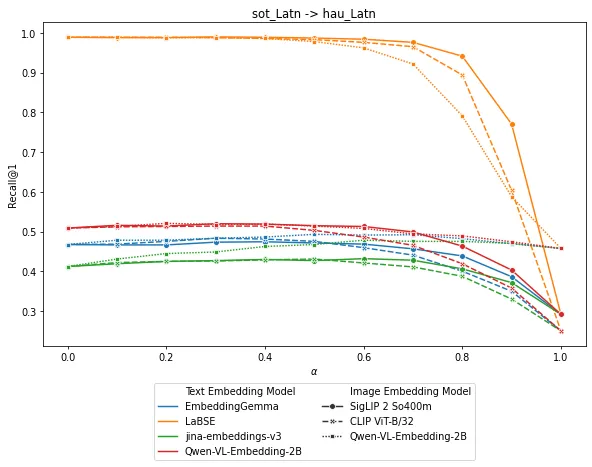 sot_Latn -> hau_Latn
Recall@1
1.0
0.9
0.8
0.7
0.6
0.5
0.4
0.3
0.0 0.2 0.4 0.6 0.8 1.0
α
Text Embedding Model Image Embedding Model
EmbeddingGemma SigLIP 2 So400m
LaBSE CLIP ViT-B/32
jina-embeddings-v3 Qwen-VL-Embedding-2B
Qwen-VL-Embedding-2B